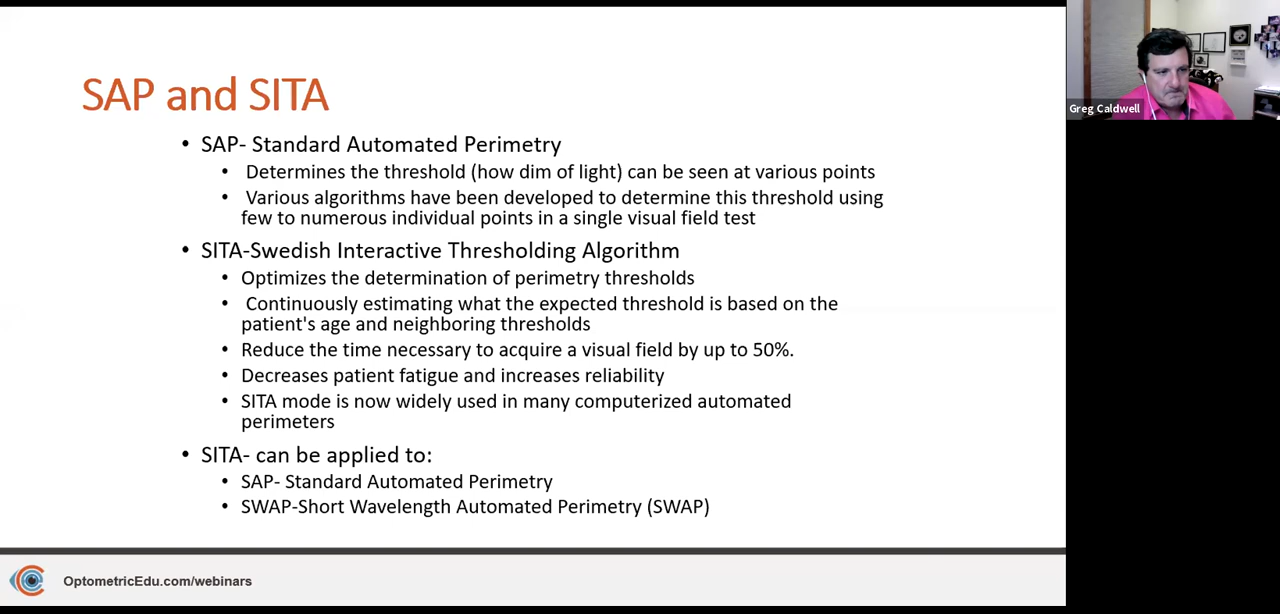 SAP and SITA
• SAP- Standard Automated Perimetry
• Determines the threshold (how dim of light) can be seen at various points
• Various algorithms have been developed to determine this threshold using
few to numerous individual points in a single visual field test
• SITA-Swedish Interactive Thresholding Algorithm
• Optimizes the determination of perimetry thresholds
• Continuously estimating what the expected threshold is based on the
patient's age and neighboring thresholds
• Reduce the time necessary to acquire a visual field by up to 50%.
• Decreases patient fatigue and increases reliability
• SITA mode is now widely used in many computerized automated
perimeters
• SITA- can be applied to:
• SAP- Standard Automated Perimetry
• SWAP-Short Wavelength Automated Perimetry (SWAP)
OptometricEdu.com/webinars
Greg Caldwell